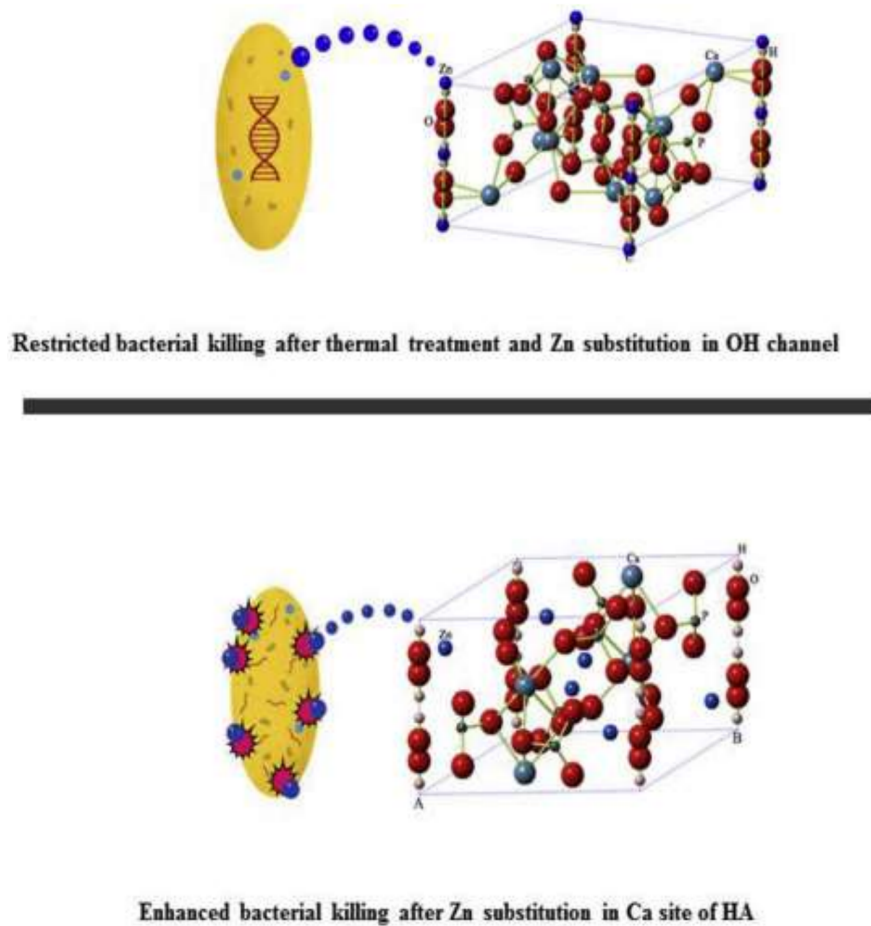 Zn
Ca
H
O
P
C
Restricted bacterial killing after thermal treatment and Zn substitution in OH channel
Ca
H
O
P
Zn
B
A
Enhanced bacterial killing after Zn substitution in Ca site of HA